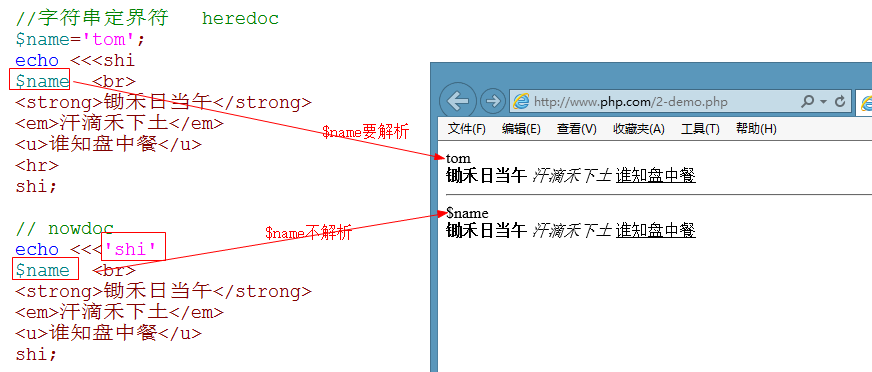 //字符串定界符   heredoc
$name='tom';
echo <<<shi
$name  <br>
<strong>锄禾日当午</strong>
<em>汗滴禾下土</em>
<u>谁知盘中餐</u>
<hr>
shi;
$name要解析
// nowdoc
echo <<<'shi'
$name  <br>
<strong>锄禾日当午</strong>
<em>汗滴禾下土</em>
<u>谁知盘中餐</u>
shi;
$name不解析
http://www.php.com/2-demo.php
文件(F) 编辑(E) 查看(V) 收藏夹(A) 工具(T) 帮助(H)
tom
锄禾日当午 汗滴禾下土 谁知盘中餐
$name
锄禾日当午 汗滴禾下土 谁知盘中餐